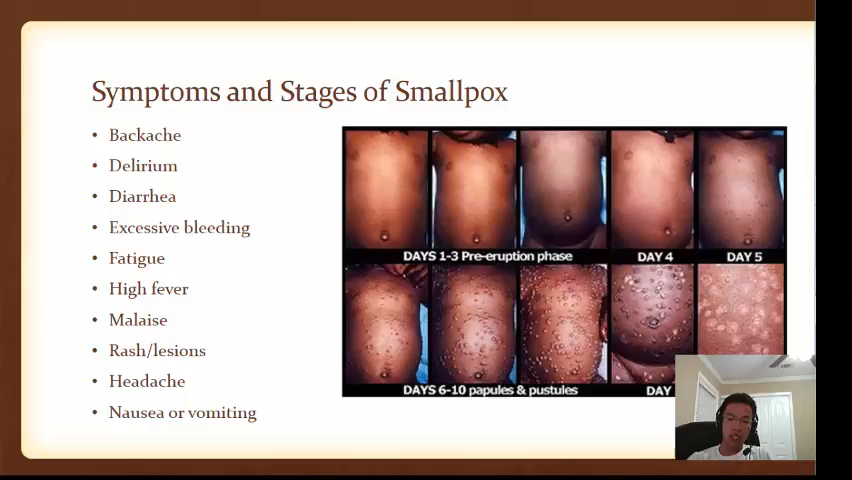 Symptoms and Stages of Smallpox
• Backache
• Delirium
• Diarrhea
• Excessive bleeding
• Fatigue
• High fever
• Malaise
• Rash/lesions
• Headache
• Nausea or vomiting
DAYS 1-3 Pre-eruption phase
DAY 4
DAY 5
DAYS 6-10 papules & pustules
DAY